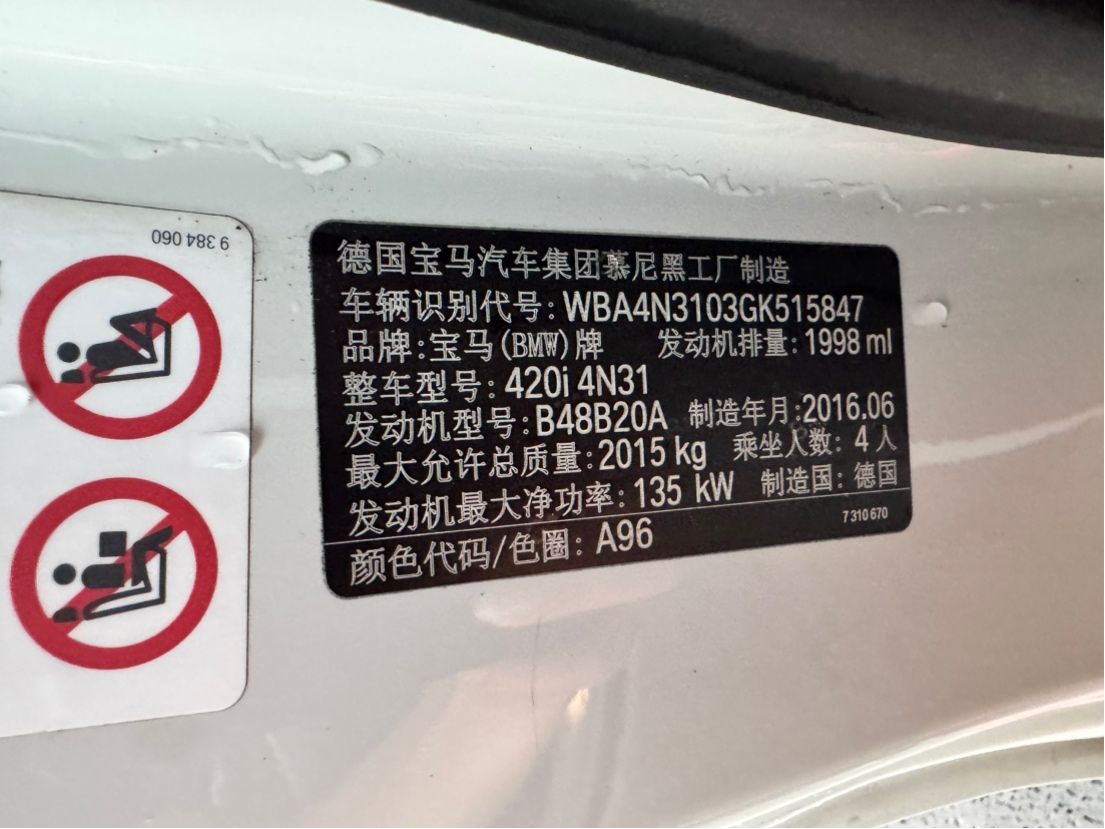 9 384 060
德国宝马汽车集团慕尼黑工厂制造
车辆识别代号: WBA4N3103GK515847
品牌:宝马(BMW)牌 发动机排量: 1998 ml
整车型号: 420i 4N31
发动机型号: B48B20A 制造年月:2016.06
最大允许总质量: 2015 kg 乘坐人数: 4 人
发动机最大净功率: 135 kW 制造国: 德国
7 310 670
颜色代码/色圈: A96